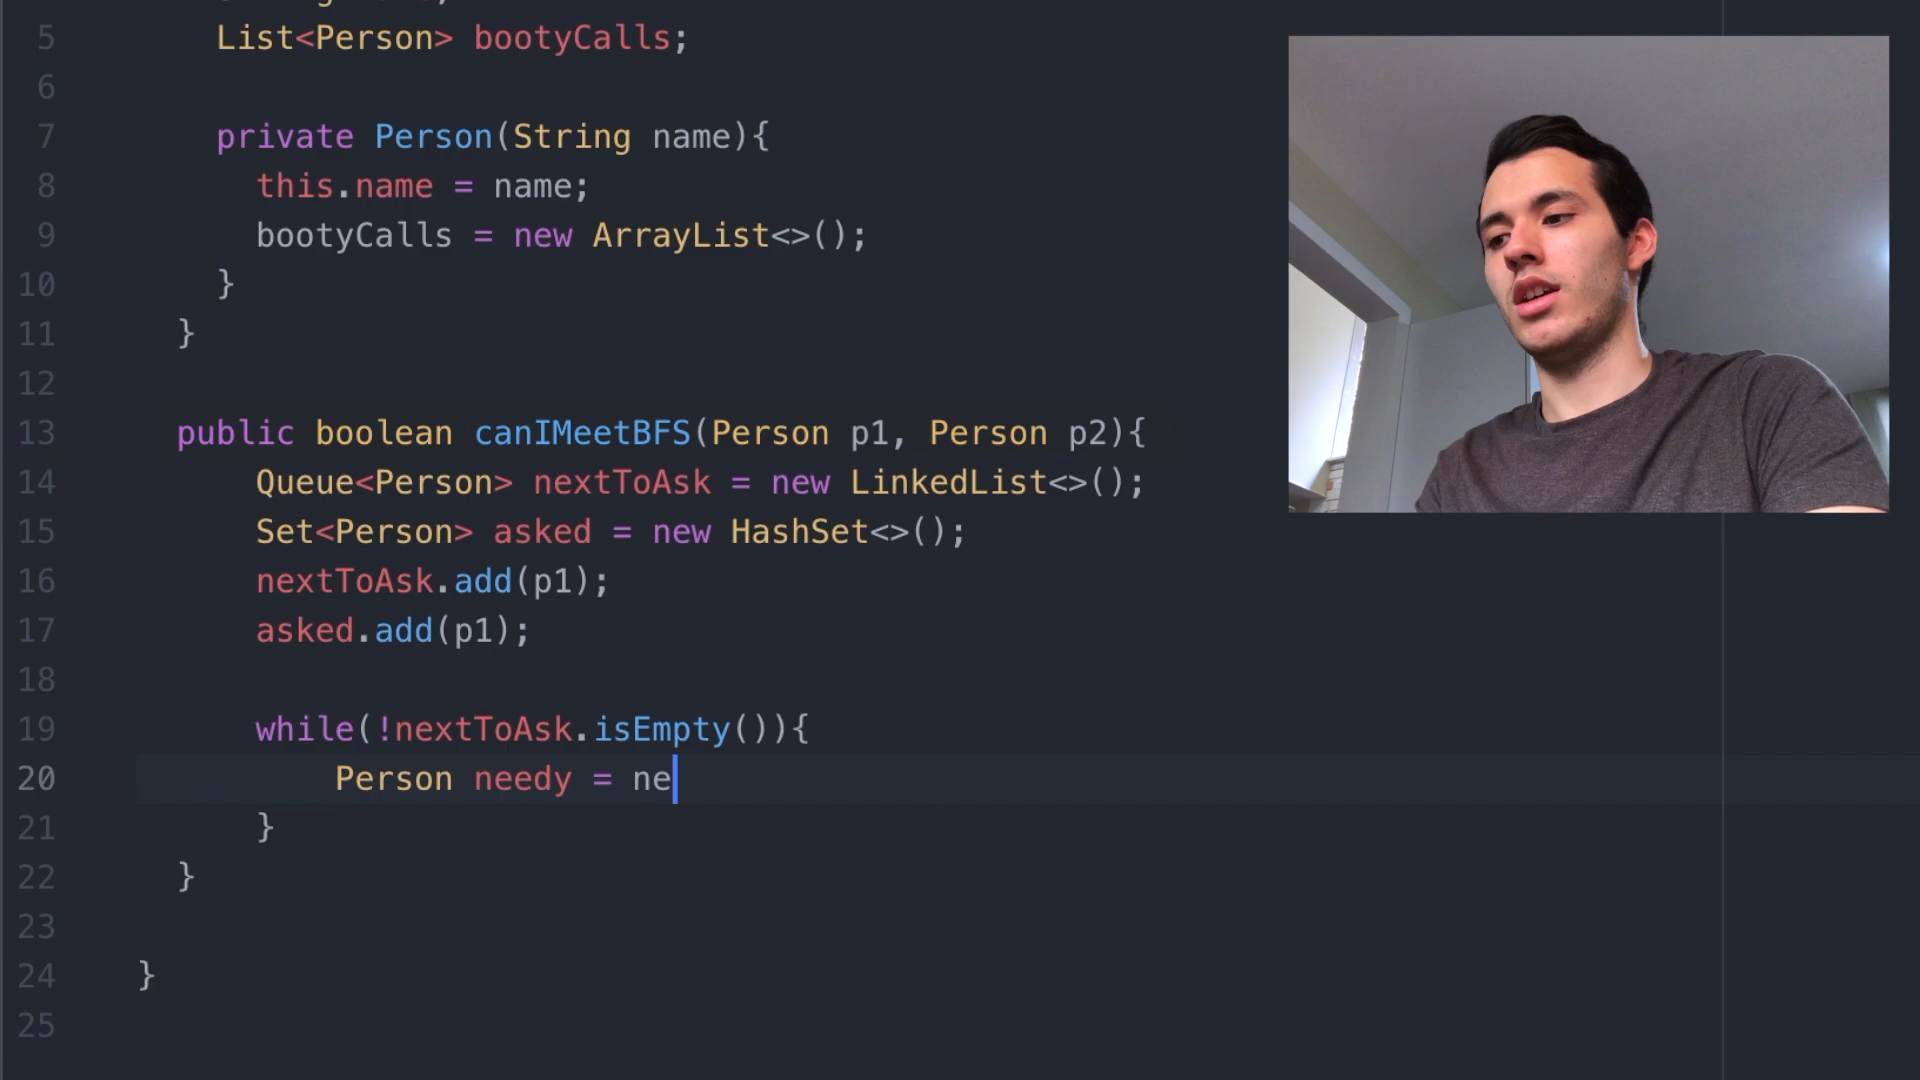 5 List<Person> bootyCalls;
6
7 private Person(String name){
8 this.name = name;
9 bootyCalls = new ArrayList<>();
10 }
11 }
12
13 public boolean canIMeetBFS(Person p1, Person p2){
14 Queue<Person> nextToAsk = new LinkedList<>();
15 Set<Person> asked = new HashSet<>();
16 nextToAsk.add(p1);
17 asked.add(p1);
18
19 while(!nextToAsk.isEmpty()){
20 Person needy = ne
21 }
22 }
23
24 }
25